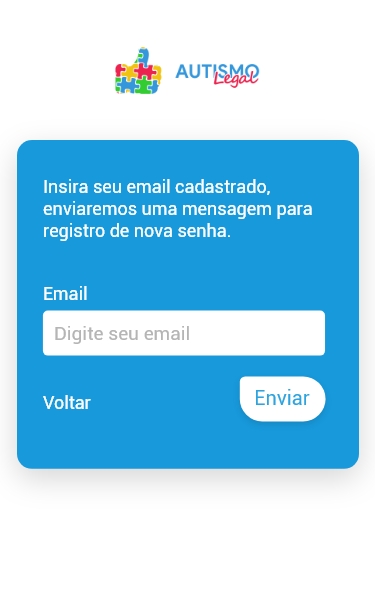 AUTISMO
Legal
Insira seu email cadastrado,
enviaremos uma mensagem para
registro de nova senha.
Email
Digite seu email
Voltar
Enviar